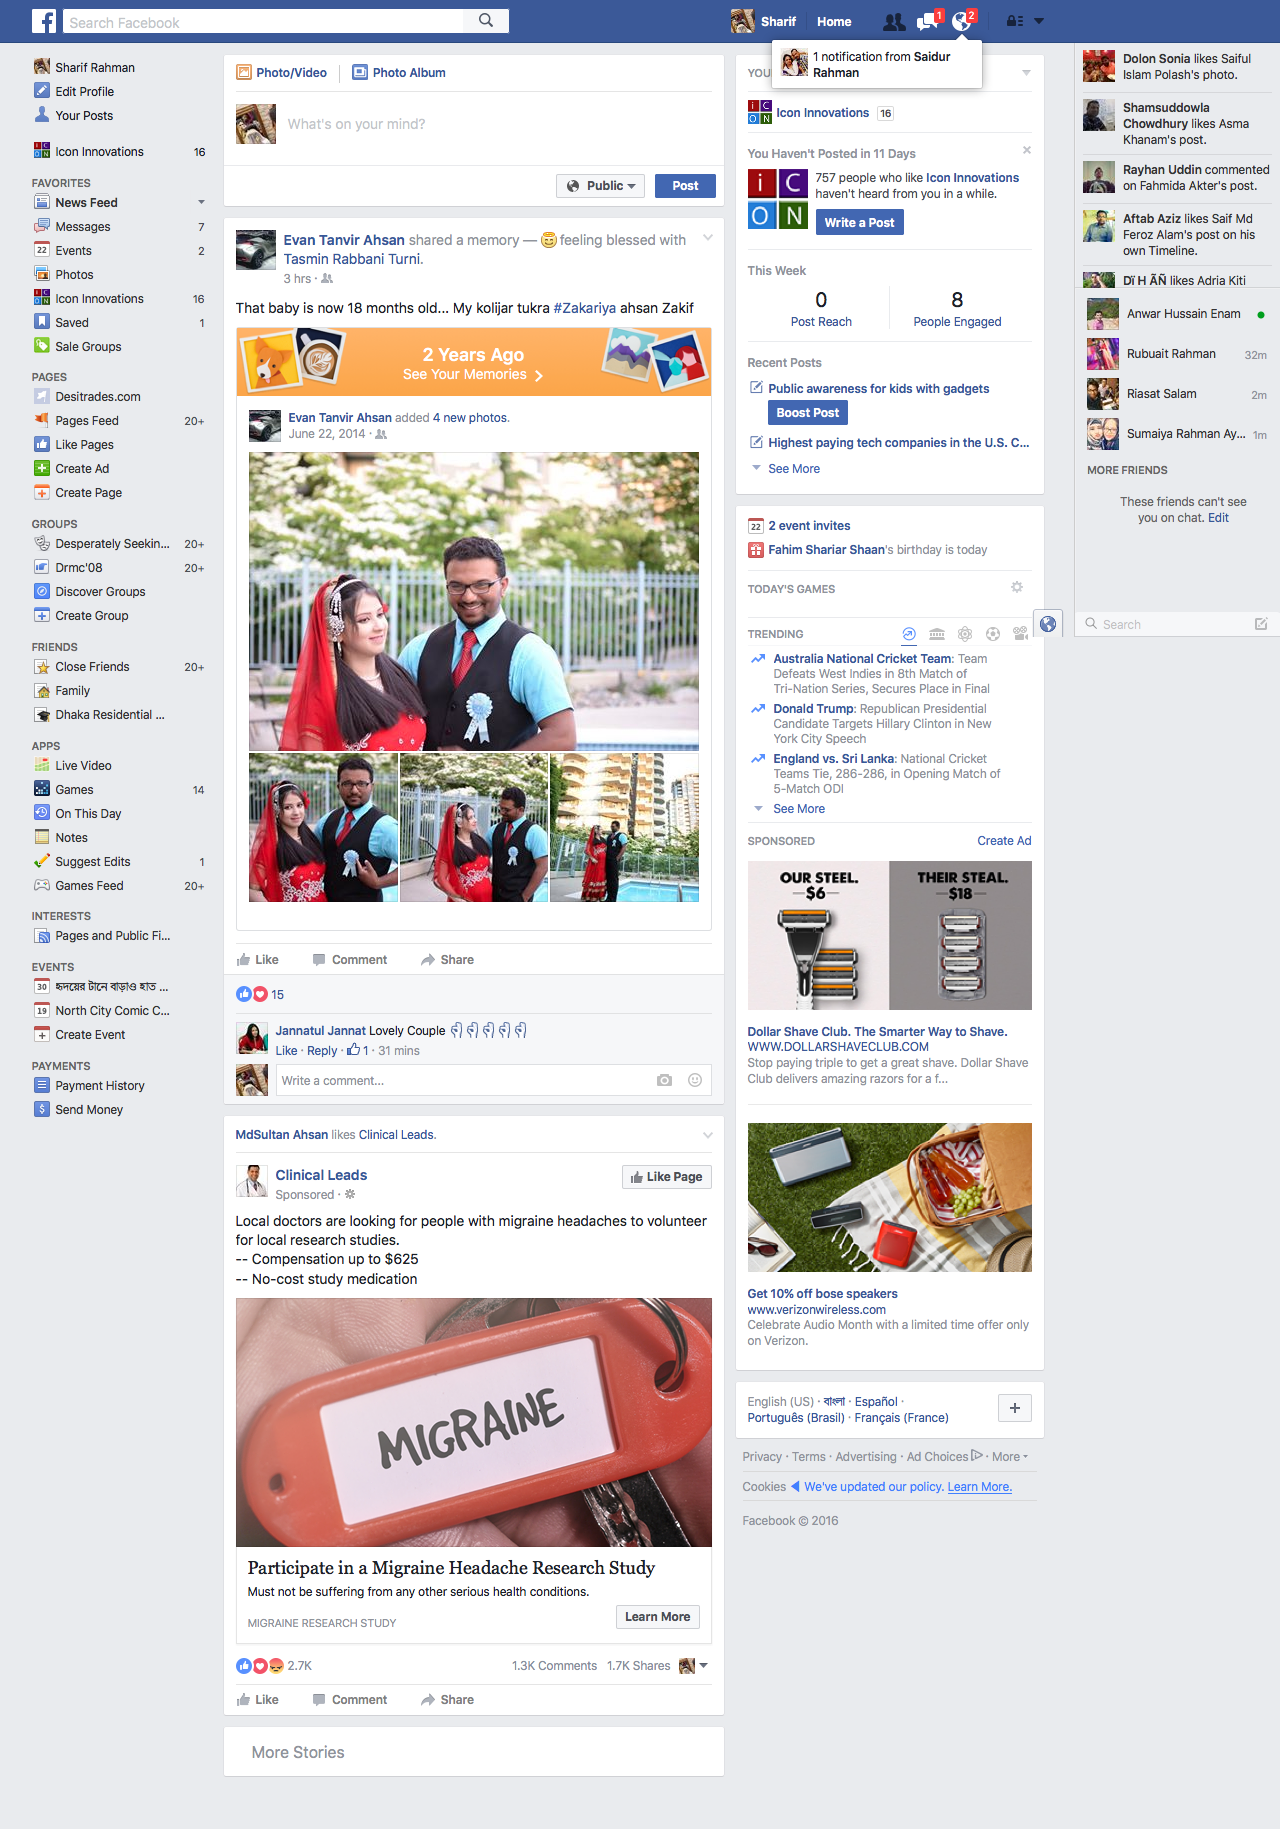 Search Facebook
Sharif
Home
1
2
1 notification from Saidur
Rahman
Sharif Rahman
Edit Profile
Your Posts
Icon Innovations 16
FAVORITES
News Feed
Messages 7
22 Events 2
Photos
Icon Innovations 16
Saved 1
Sale Groups
PAGES
Desitrades.com
Pages Feed 20+
Like Pages
Create Ad
Create Page
GROUPS
Desperately Seekin... 20+
Drmc'08 20+
Discover Groups
Create Group
FRIENDS
Close Friends 20+
Family
Dhaka Residential ...
APPS
Live Video
Games 14
On This Day
Notes
Suggest Edits 1
Games Feed 20+
INTERESTS
Pages and Public Fi...
EVENTS
30 হৃদয়ের টানে বাড়াও হাত ...
19 North City Comic C...
Create Event
PAYMENTS
Payment History
$ Send Money
Photo/Video
Photo Album
What's on your mind?
Public
Post
Evan Tanvir Ahsan shared a memory — feeling blessed with
Tasmin Rabbani Turni.
3 hrs ·
That baby is now 18 months old... My kolijar tukra #Zakariya ahsan Zakif
2 Years Ago
See Your Memories
Evan Tanvir Ahsan added 4 new photos.
June 22, 2014 ·
Like Comment Share
15
Jannatul Jannat Lovely Couple
Like · Reply · 1 · 31 mins
Write a comment...
MdSultan Ahsan likes Clinical Leads.
Clinical Leads
Sponsored ·
Like Page
Local doctors are looking for people with migraine headaches to volunteer
for local research studies.
-- Compensation up to $625
-- No-cost study medication
MIGRAINE
Participate in a Migraine Headache Research Study
Must not be suffering from any other serious health conditions.
MIGRAINE RESEARCH STUDY
Learn More
2.7K
1.3K Comments 1.7K Shares
Like Comment Share
More Stories
YOU
iCON
Icon Innovations 16
You Haven't Posted in 11 Days
iCON
757 people who like Icon Innovations
haven't heard from you in a while.
Write a Post
This Week
0 8
Post Reach People Engaged
Recent Posts
Public awareness for kids with gadgets
Boost Post
Highest paying tech companies in the U.S. C...
See More
22 2 event invites
Fahim Shariar Shaan's birthday is today
TODAY'S GAMES
TRENDING
Australia National Cricket Team: Team
Defeats West Indies in 8th Match of
Tri-Nation Series, Secures Place in Final
Donald Trump: Republican Presidential
Candidate Targets Hillary Clinton in New
York City Speech
England vs. Sri Lanka: National Cricket
Teams Tie, 286-286, in Opening Match of
5-Match ODI
See More
SPONSORED Create Ad
OUR STEEL. THEIR STEAL.
$6 $18
Dollar Shave Club. The Smarter Way to Shave.
WWW.DOLLARSHAVECLUB.COM
Stop paying triple to get a great shave. Dollar Shave
Club delivers amazing razors for a f...
Get 10% off bose speakers
www.verizonwireless.com
Celebrate Audio Month with a limited time offer only
on Verizon.
English (US) · বাংলা · Español ·
Português (Brasil) · Français (France)
Privacy · Terms · Advertising · Ad Choices · More
Cookies We've updated our policy. Learn More.
Facebook © 2016
Dolon Sonia likes Saiful
Islam Polash's photo.
Shamsuddowla
Chowdhury likes Asma
Khanam's post.
Rayhan Uddin commented
on Fahmida Akter's post.
Aftab Aziz likes Saif Md
Feroz Alam's post on his
own Timeline.
Dï H ÃÑ likes Adria Kiti
Anwar Hussain Enam
Rubuait Rahman 32m
Riasat Salam 2m
Sumaiya Rahman Ay... 1m
MORE FRIENDS
These friends can't see
you on chat. Edit
Search